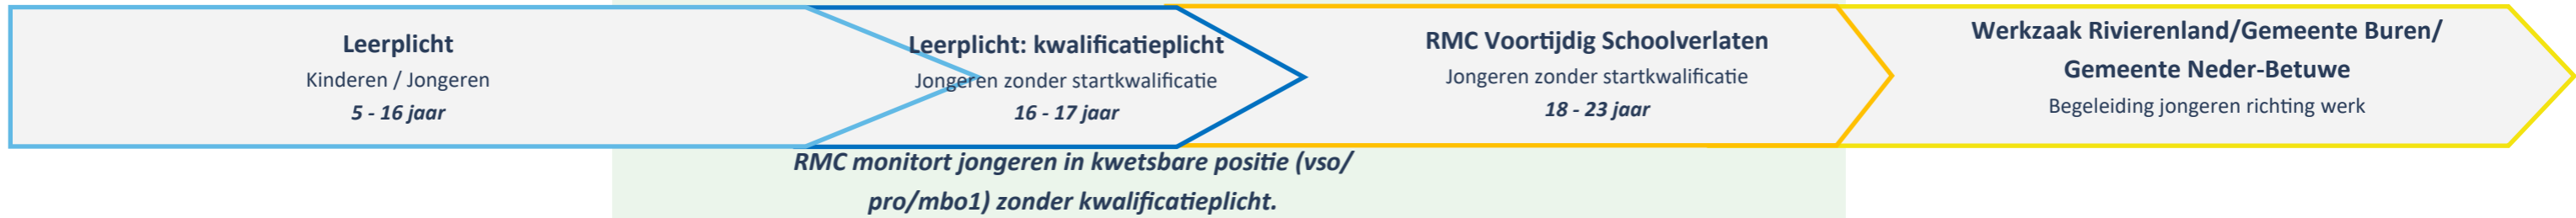 Leerplicht
Kinderen / Jongeren
5 - 16 jaar
Leerplicht: kwalificatieplicht
Jongeren zonder startkwalificatie
16 - 17 jaar
RMC Voortijdig Schoolverlaten
Jongeren zonder startkwalificatie
18 - 23 jaar
Werkzaak Rivierenland/Gemeente Buren/
Gemeente Neder-Betuwe
Begeleiding jongeren richting werk
RMC monitort jongeren in kwetsbare positie (vso/
pro/mbo1) zonder kwalificatieplicht.